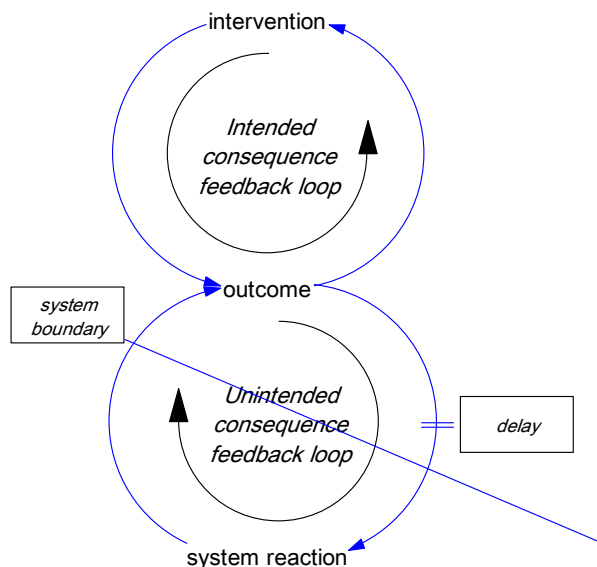 intervention
Intended
consequence
feedback loop
outcome
system
boundary
Unintended
consequence
feedback loop
delay
system reaction